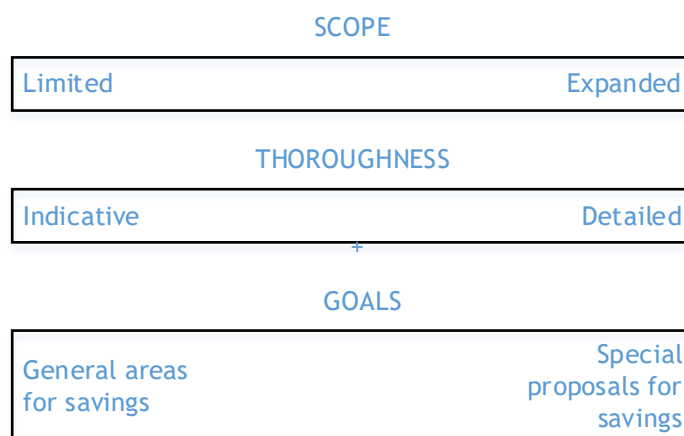 SCOPE
Limited Expanded
THOROUGHNESS
Indicative Detailed
+
GOALS
General areas
for savings
Special
proposals for
savings